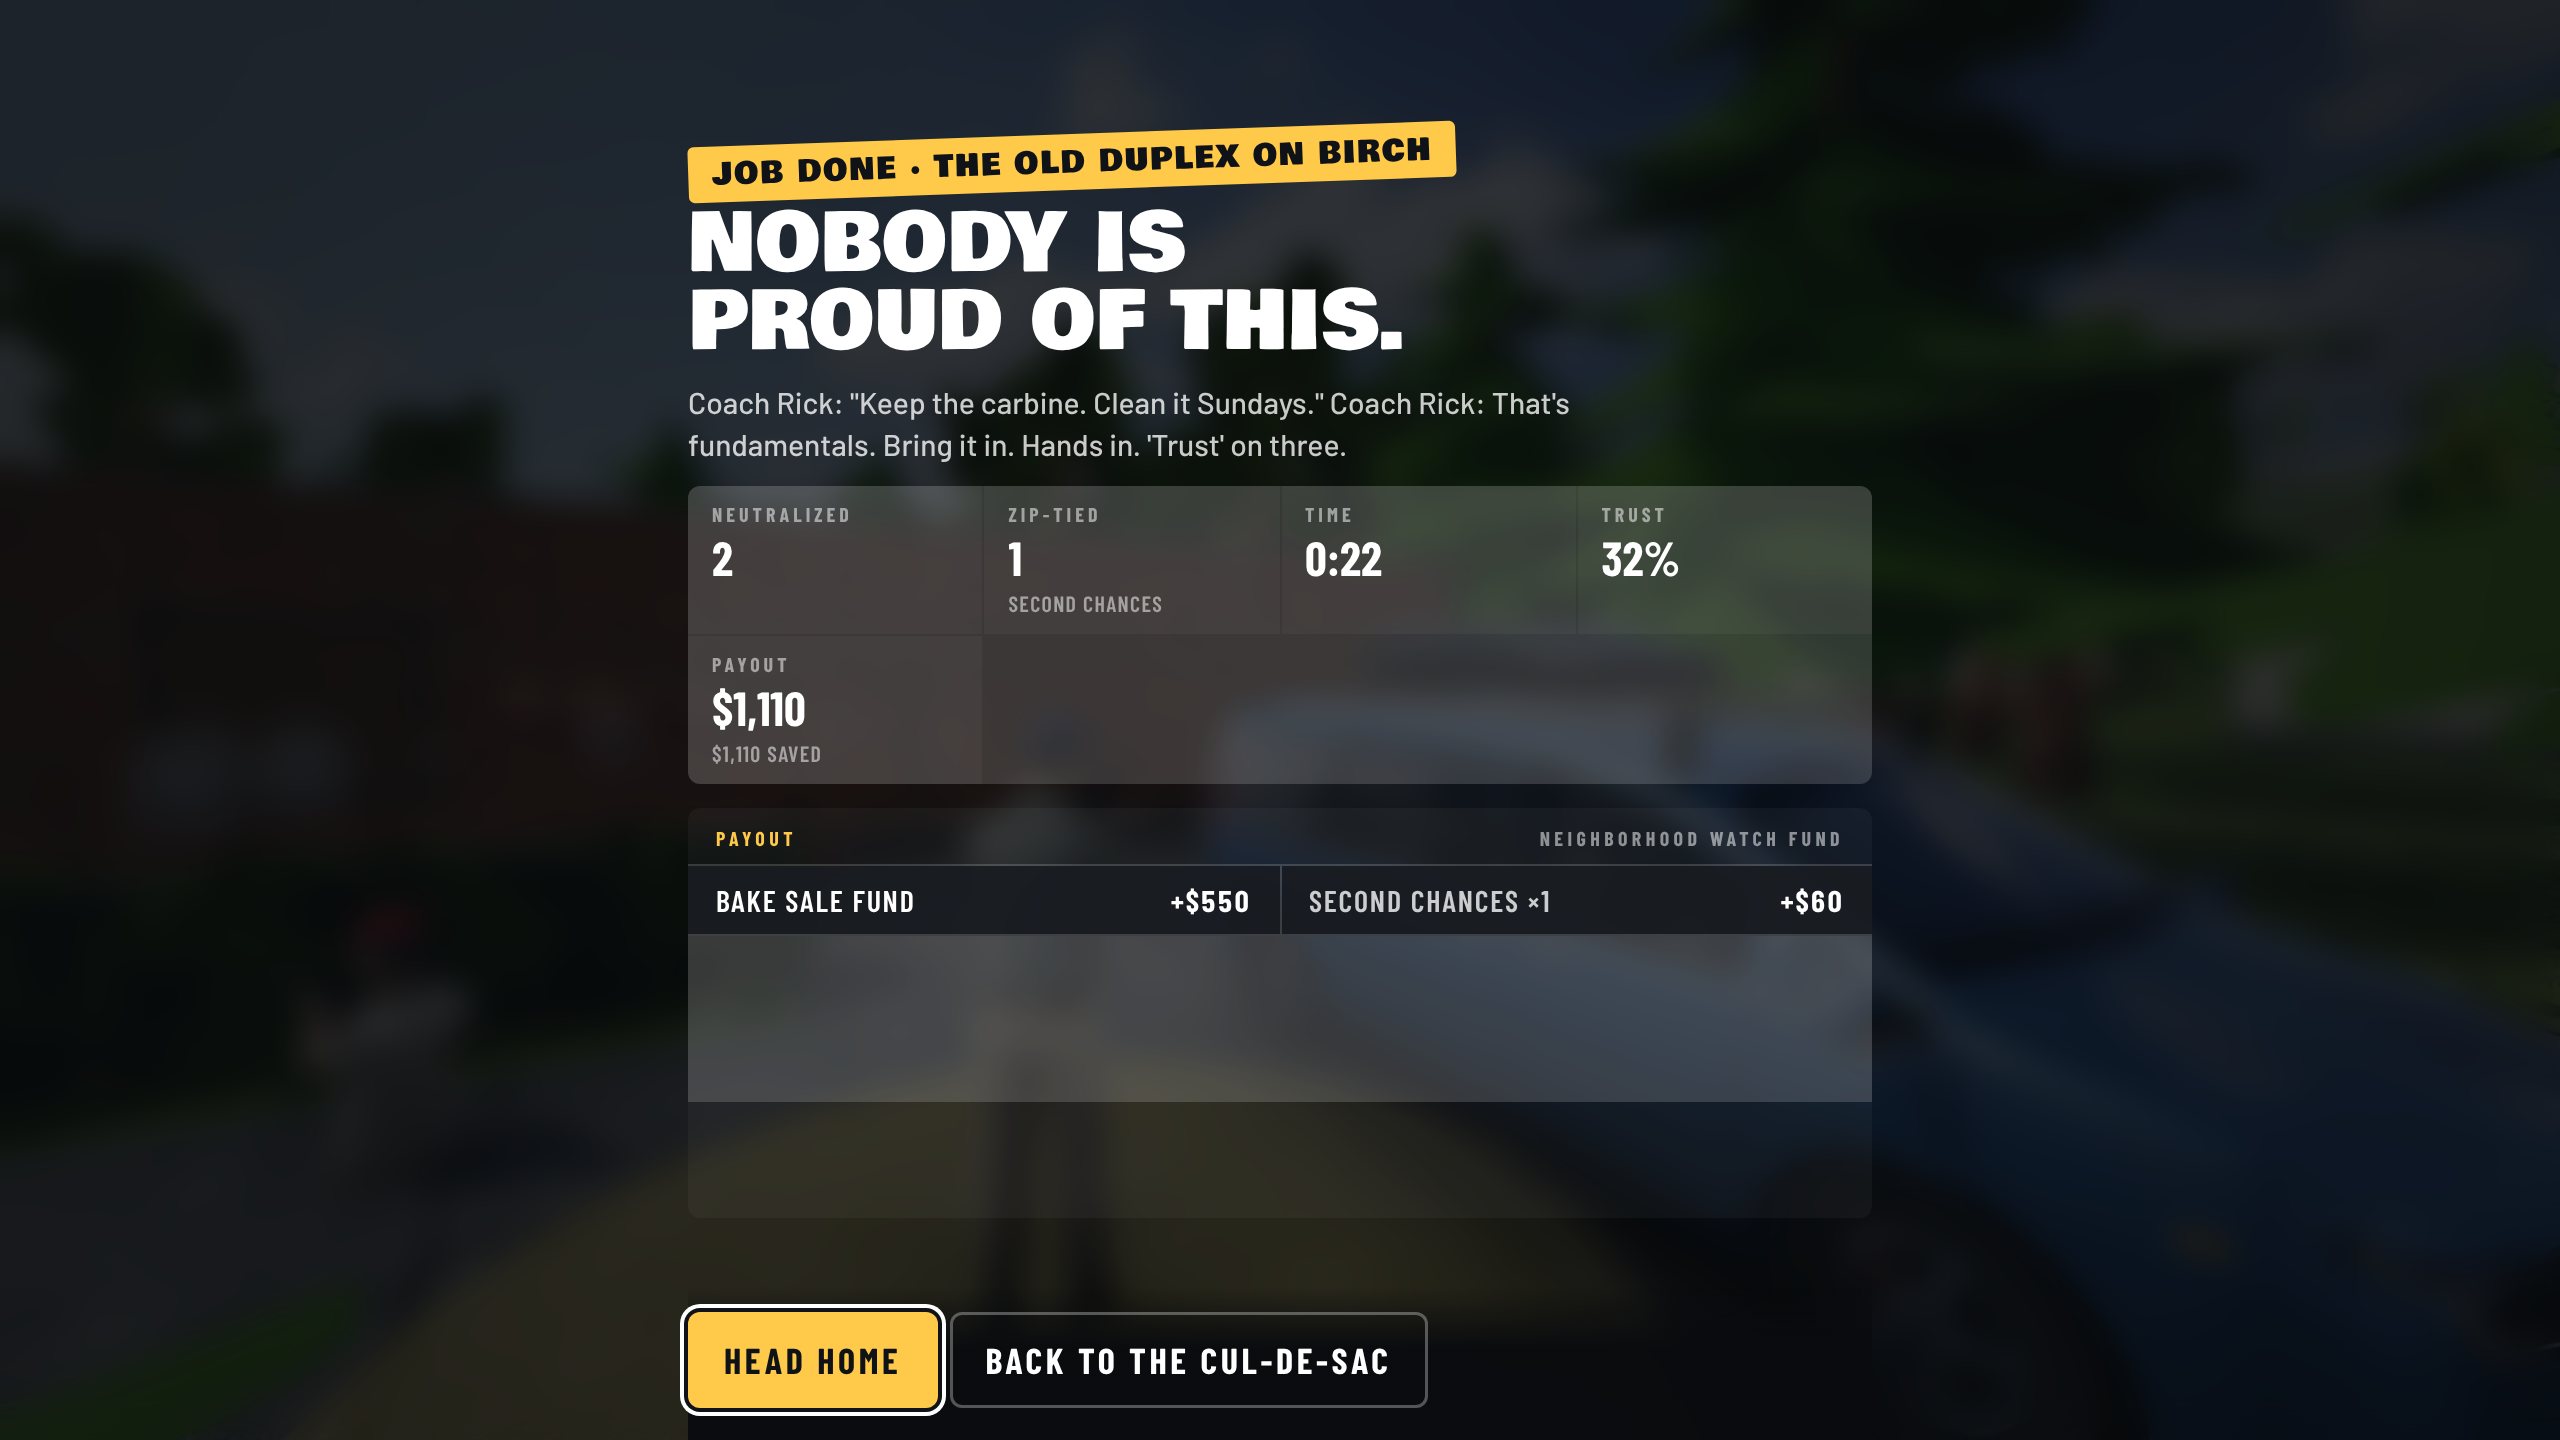 JOB DONE · THE OLD DUPLEX ON BIRCH
NOBODY IS
PROUD OF THIS.
Coach Rick: "Keep the carbine. Clean it Sundays." Coach Rick: That's
fundamentals. Bring it in. Hands in. 'Trust' on three.
NEUTRALIZED
2
ZIP-TIED
1
SECOND CHANCES
TIME
0:22
TRUST
32%
PAYOUT
$1,110
$1,110 SAVED
PAYOUT
NEIGHBORHOOD WATCH FUND
BAKE SALE FUND +$550
SECOND CHANCES ×1 +$60
HEAD HOME
BACK TO THE CUL-DE-SAC